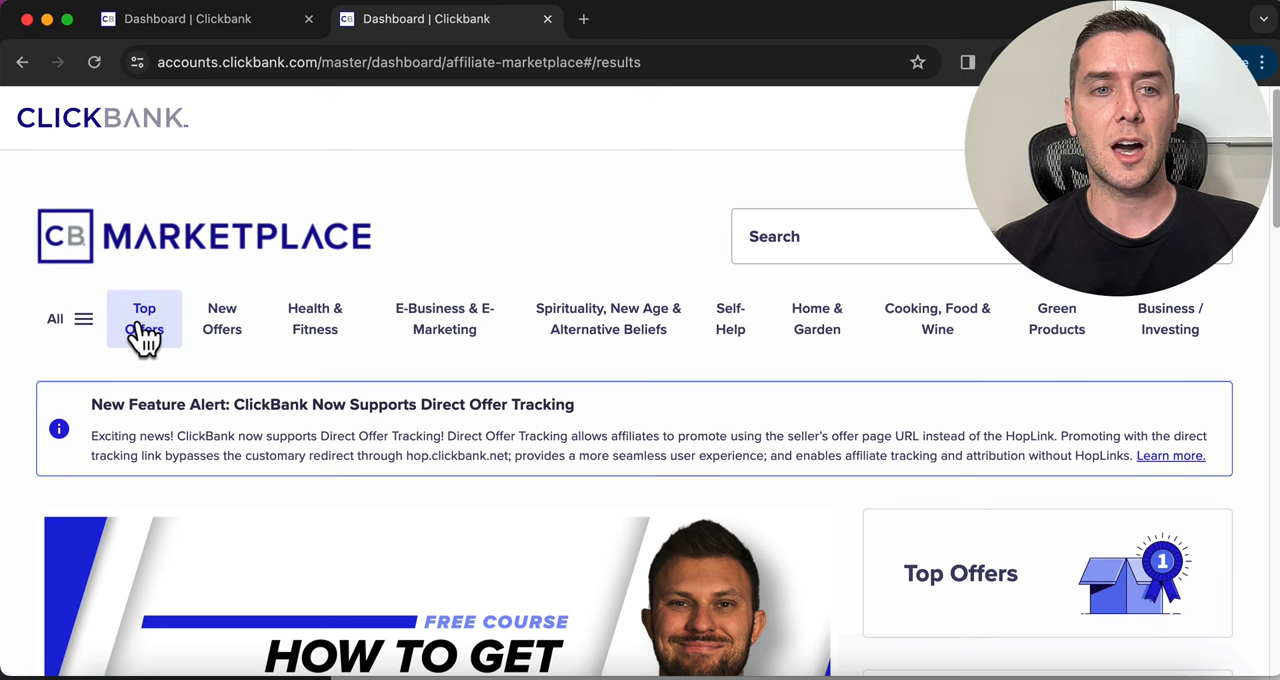 Dashboard | Clickbank
Dashboard | Clickbank
accounts.clickbank.com/master/dashboard/affiliate-marketplace#/results
CLICKBANK
CB MARKETPLACE
Search
All
Top Offers
New Offers
Health & Fitness
E-Business & E-
Marketing
Spirituality, New Age &
Alternative Beliefs
Self-
Help
Home &
Garden
Cooking, Food &
Wine
Green
Products
Business /
Investing
New Feature Alert: ClickBank Now Supports Direct Offer Tracking
Exciting news! ClickBank now supports Direct Offer Tracking! Direct Offer Tracking allows affiliates to promote using the seller's offer page URL instead of the HopLink. Promoting with the direct
tracking link bypasses the customary redirect through hop.clickbank.net; provides a more seamless user experience; and enables affiliate tracking and attribution without HopLinks. Learn more.
FREE COURSE
HOW TO GET
Top Offers
1